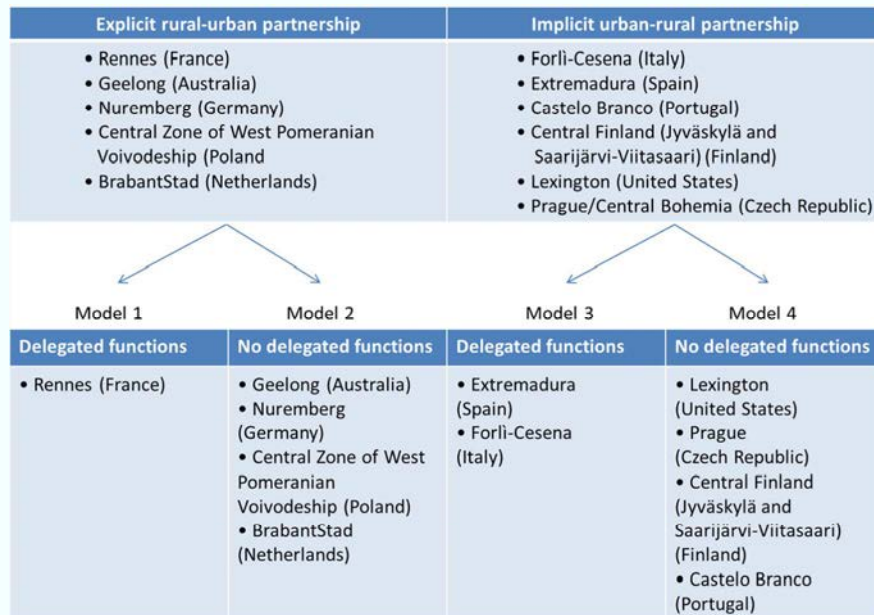 Explicit rural-urban partnership
• Rennes (France)
• Geelong (Australia)
• Nuremberg (Germany)
• Central Zone of West Pomeranian
Voivodeship (Poland
• BrabantStad (Netherlands)
Implicit urban-rural partnership
• Forlì-Cesena (Italy)
• Extremadura (Spain)
• Castelo Branco (Portugal)
• Central Finland (Jyväskylä and
Saarijärvi-Viitasaari) (Finland)
• Lexington (United States)
• Prague/Central Bohemia (Czech Republic)
Model 1
Delegated functions
• Rennes (France)
Model 2
No delegated functions
• Geelong (Australia)
• Nuremberg
(Germany)
• Central Zone of West
Pomeranian
Voivodeship (Poland)
• BrabantStad
(Netherlands)
Model 3
Delegated functions
• Extremadura
(Spain)
• Forlì-Cesena
(Italy)
Model 4
No delegated functions
• Lexington
(United States)
• Prague
(Czech Republic)
• Central Finland
(Jyväskylä and
Saarijärvi-Viitasaari)
(Finland)
• Castelo Branco
(Portugal)